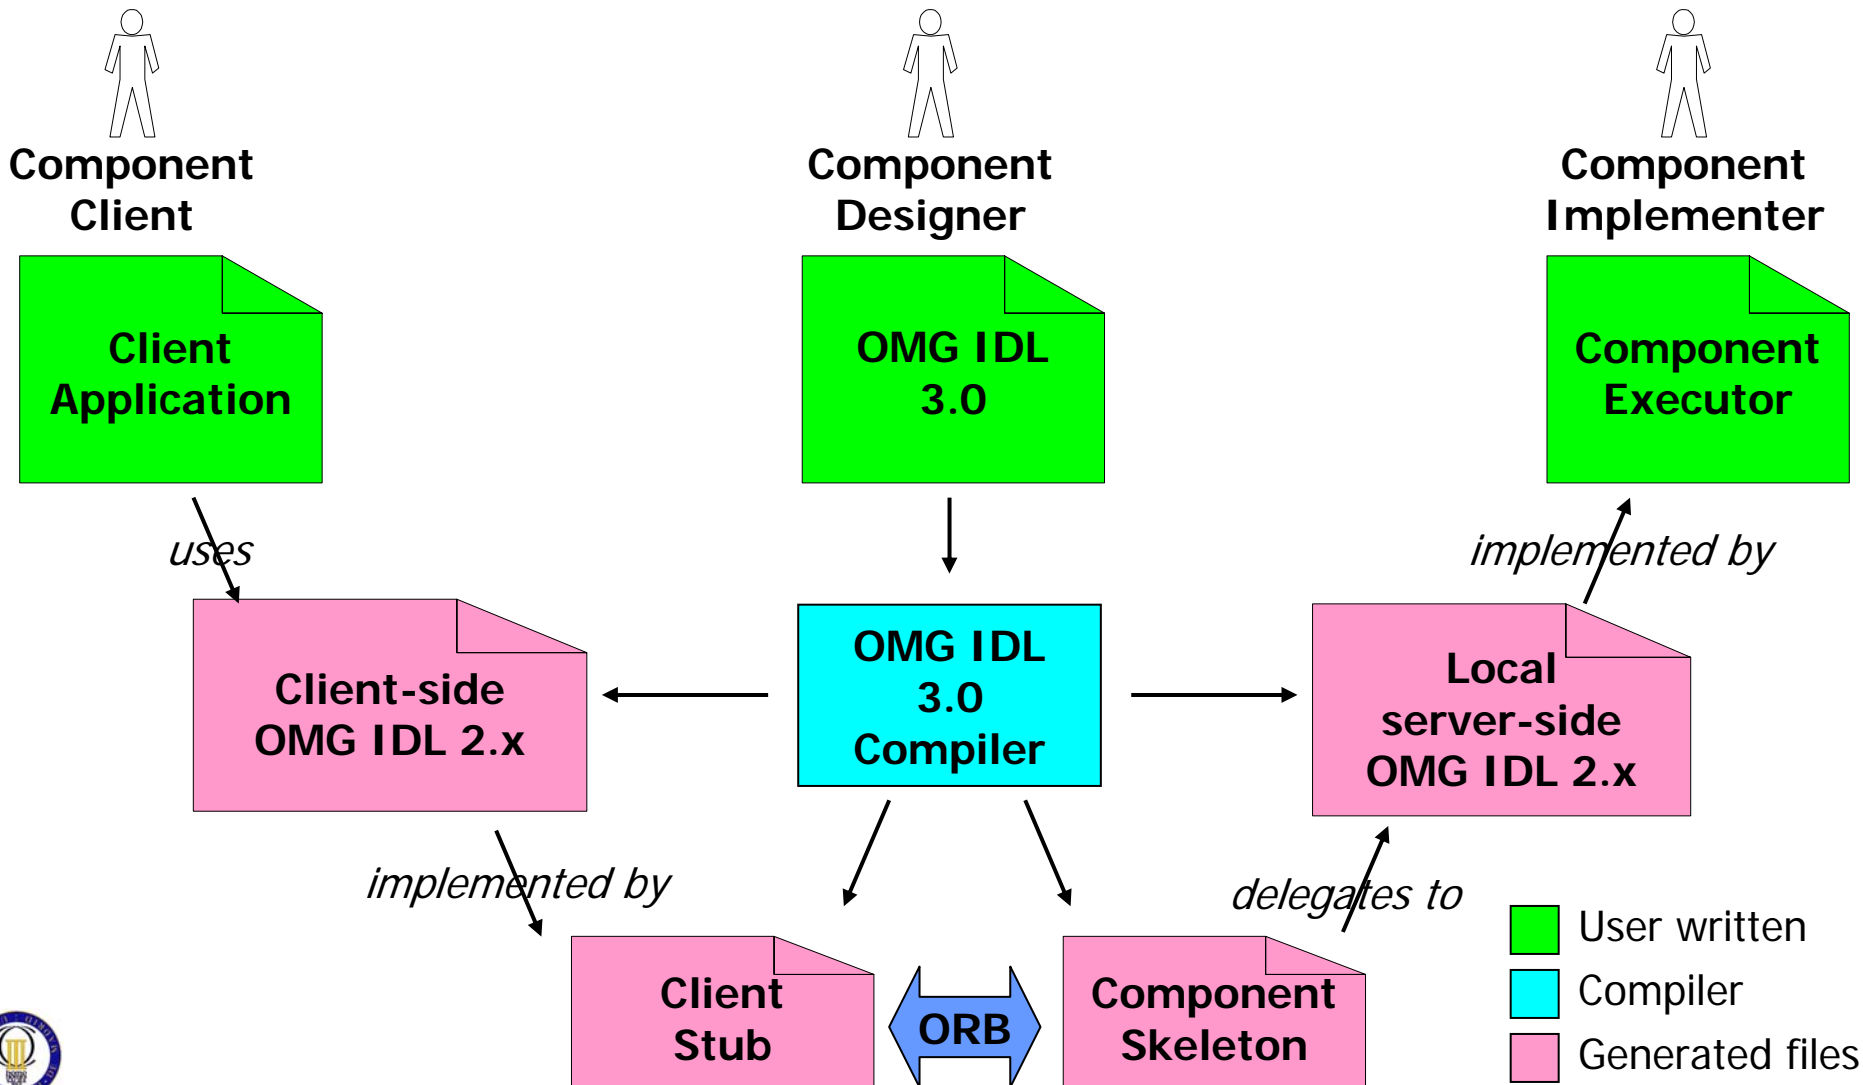 Component
Client
Component
Designer
Component
Implementer
Client
Application
OMG IDL
3.0
Component
Executor
uses
implemented by
Client-side
OMG IDL 2.x
OMG IDL
3.0
Compiler
Local
server-side
OMG IDL 2.x
implemented by
delegates to
Client
Stub
ORB
Component
Skeleton
User written
Compiler
Generated files